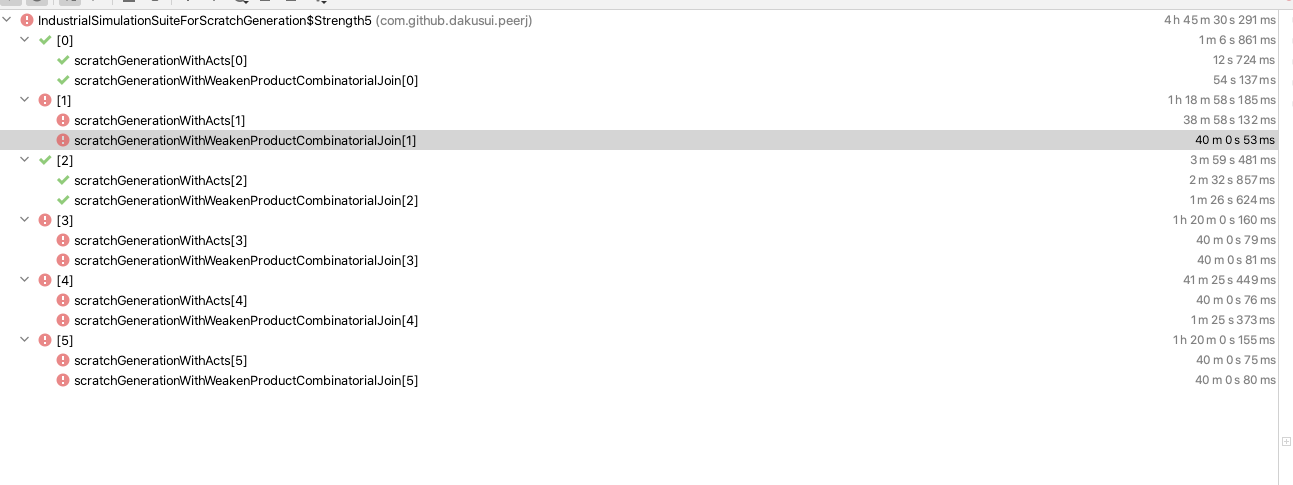 IndustrialSimulationSuiteForScratchGeneration$Strength5 (com.github.dakusui.peerj) 4 h 45 m 30 s 291 ms
[0] 1 m 6 s 861 ms
scratchGenerationWithActs[0] 12 s 724 ms
scratchGenerationWithWeakenProductCombinatorialJoin[0] 54 s 137 ms
[1] 1 h 18 m 58 s 185 ms
scratchGenerationWithActs[1] 38 m 58 s 132 ms
scratchGenerationWithWeakenProductCombinatorialJoin[1] 40 m 0 s 53 ms
[2] 3 m 59 s 481 ms
scratchGenerationWithActs[2] 2 m 32 s 857 ms
scratchGenerationWithWeakenProductCombinatorialJoin[2] 1 m 26 s 624 ms
[3] 1 h 20 m 0 s 160 ms
scratchGenerationWithActs[3] 40 m 0 s 79 ms
scratchGenerationWithWeakenProductCombinatorialJoin[3] 40 m 0 s 81 ms
[4] 41 m 25 s 449 ms
scratchGenerationWithActs[4] 40 m 0 s 76 ms
scratchGenerationWithWeakenProductCombinatorialJoin[4] 1 m 25 s 373 ms
[5] 1 h 20 m 0 s 155 ms
scratchGenerationWithActs[5] 40 m 0 s 75 ms
scratchGenerationWithWeakenProductCombinatorialJoin[5] 40 m 0 s 80 ms